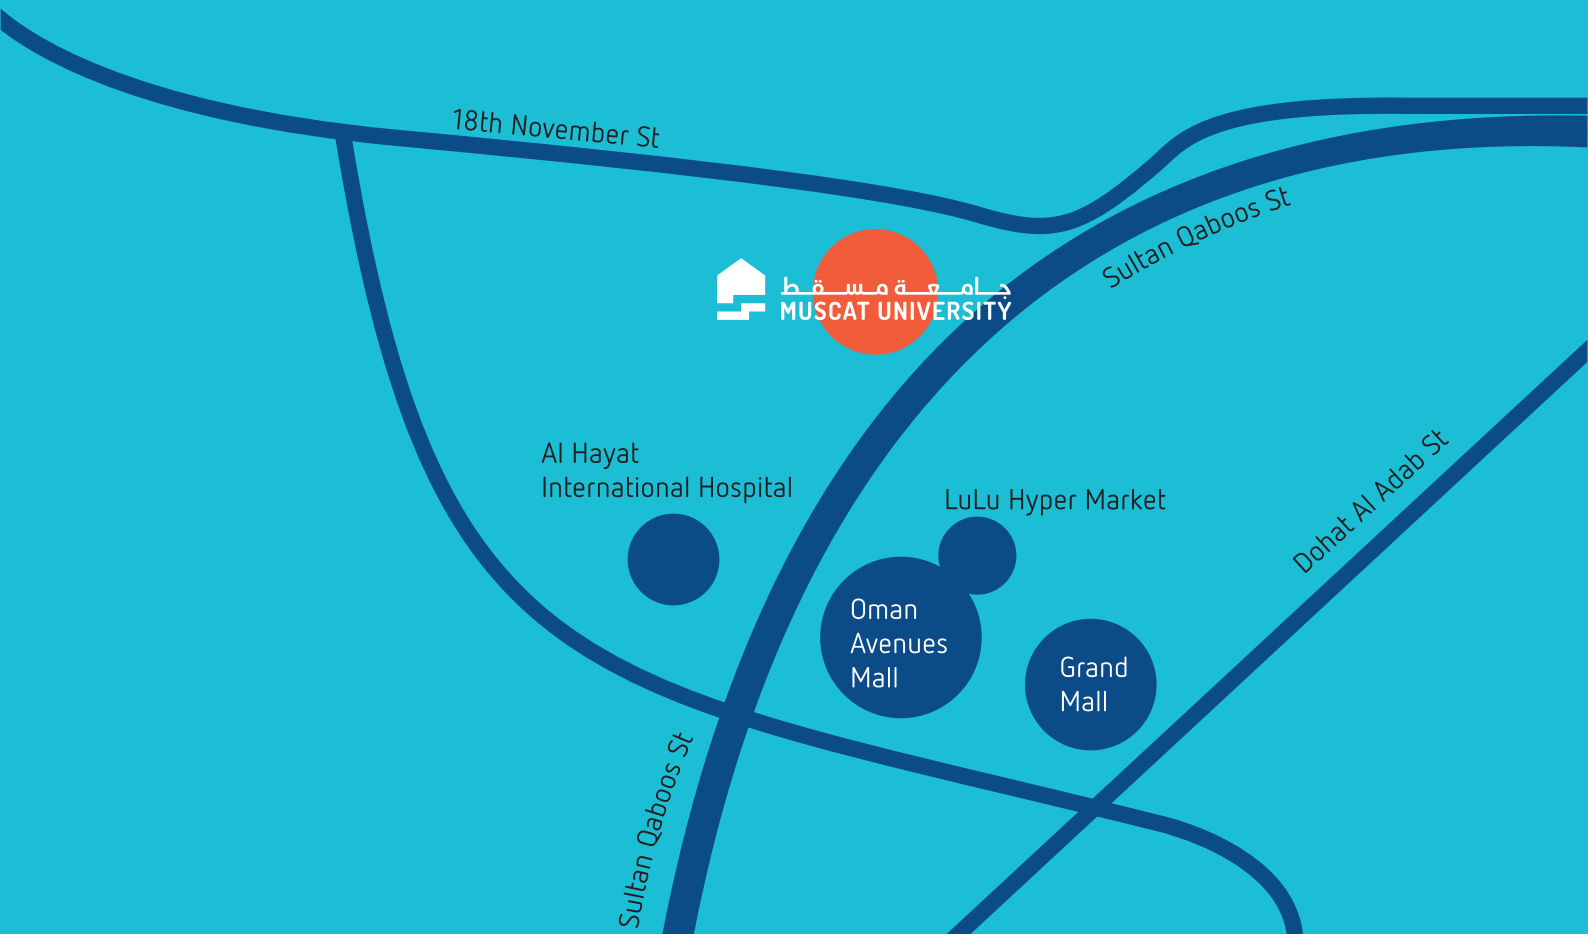 18th November St
Sultan Qaboos St
جامعة مسقط
MUSCAT UNIVERSITY
Al Hayat
International Hospital
LuLu Hyper Market
Dohat Al Adab St
Oman
Avenues
Mall
Grand
Mall
Sultan Qaboos St